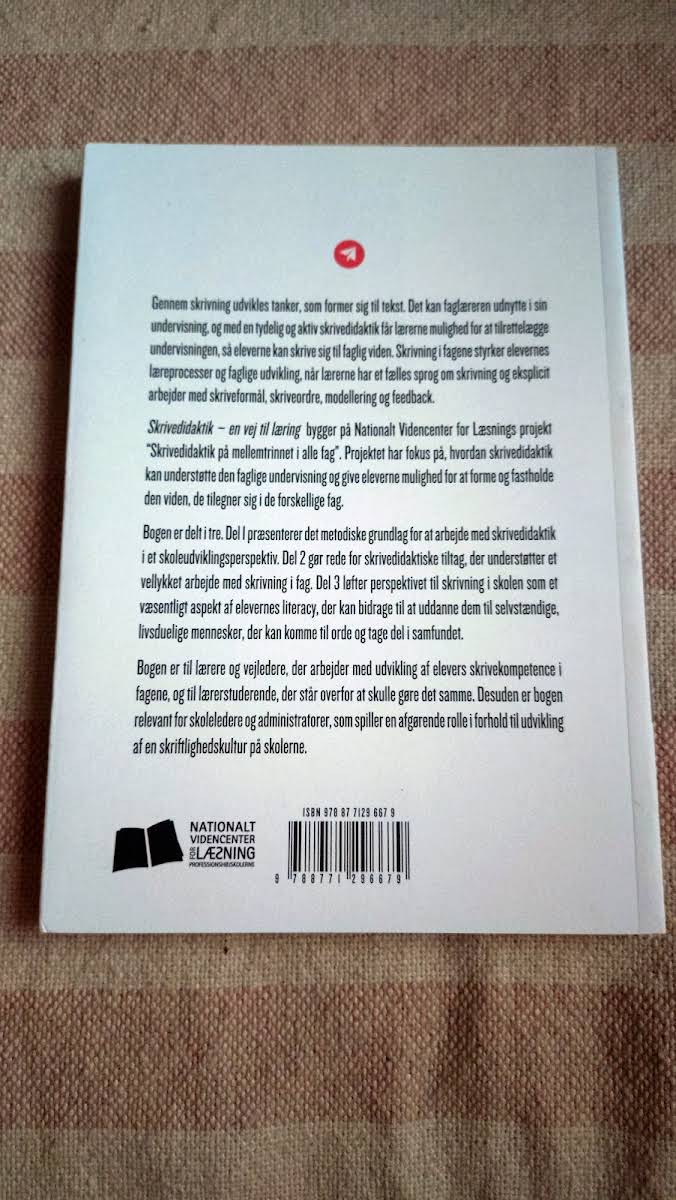 Gennem skrivning udvikles tanker, som former sig til tekst. Det kan faglæreren udnytte i sin
undervisning, og med en tydelig og aktiv skrivedidaktik får lærerne mulighed for at tilrettelægge
undervisningen, så eleverne kan skrive sig til faglig viden. Skrivning i fagene styrker elevernes
læreprocesser og faglige udvikling, når lærerne har et fælles sprog om skrivning og eksplicit
arbejder med skriveformål, skriveordre, modellering og feedback.
Skrivedidaktik – en vej til læring bygger på Nationalt Videncenter for Læsnings projekt
"Skrivedidaktik på mellemtrinnet i alle fag". Projektet har fokus på, hvordan skrivedidaktik
kan understøtte den faglige undervisning og give eleverne mulighed for at forme og fastholde
den viden, de tilegner sig i de forskellige fag.
Bogen er delt i tre. Del 1 præsenterer det metodiske grundlag for at arbejde med skrivedidaktik
i et skoleudviklingsperspektiv. Del 2 gør rede for skrivedidaktiske tiltag, der understøtter et
vellykket arbejde med skrivning i fag. Del 3 løfter perspektivet til skrivning i skolen som et
væsentligt aspekt af elevernes literacy, der kan bidrage til at uddanne dem til selvstændige,
livsduelige mennesker, der kan komme til orde og tage del i samfundet.
Bogen er til lærere og vejledere, der arbejder med udvikling af elevers skrivekompetence i
fagene, og til lærerstuderende, der står overfor at skulle gøre det samme. Desuden er bogen
relevant for skoleledere og administratorer, som spiller en afgørende rolle i forhold til udvikling
af en skriftlighedskultur på skolerne.
NATIONALT
VIDENCENTER
FOR LÆSNING
PROFESSIONSHØJSKOLERNE
ISBN 978 87 7129 667 9
9 788771 296679